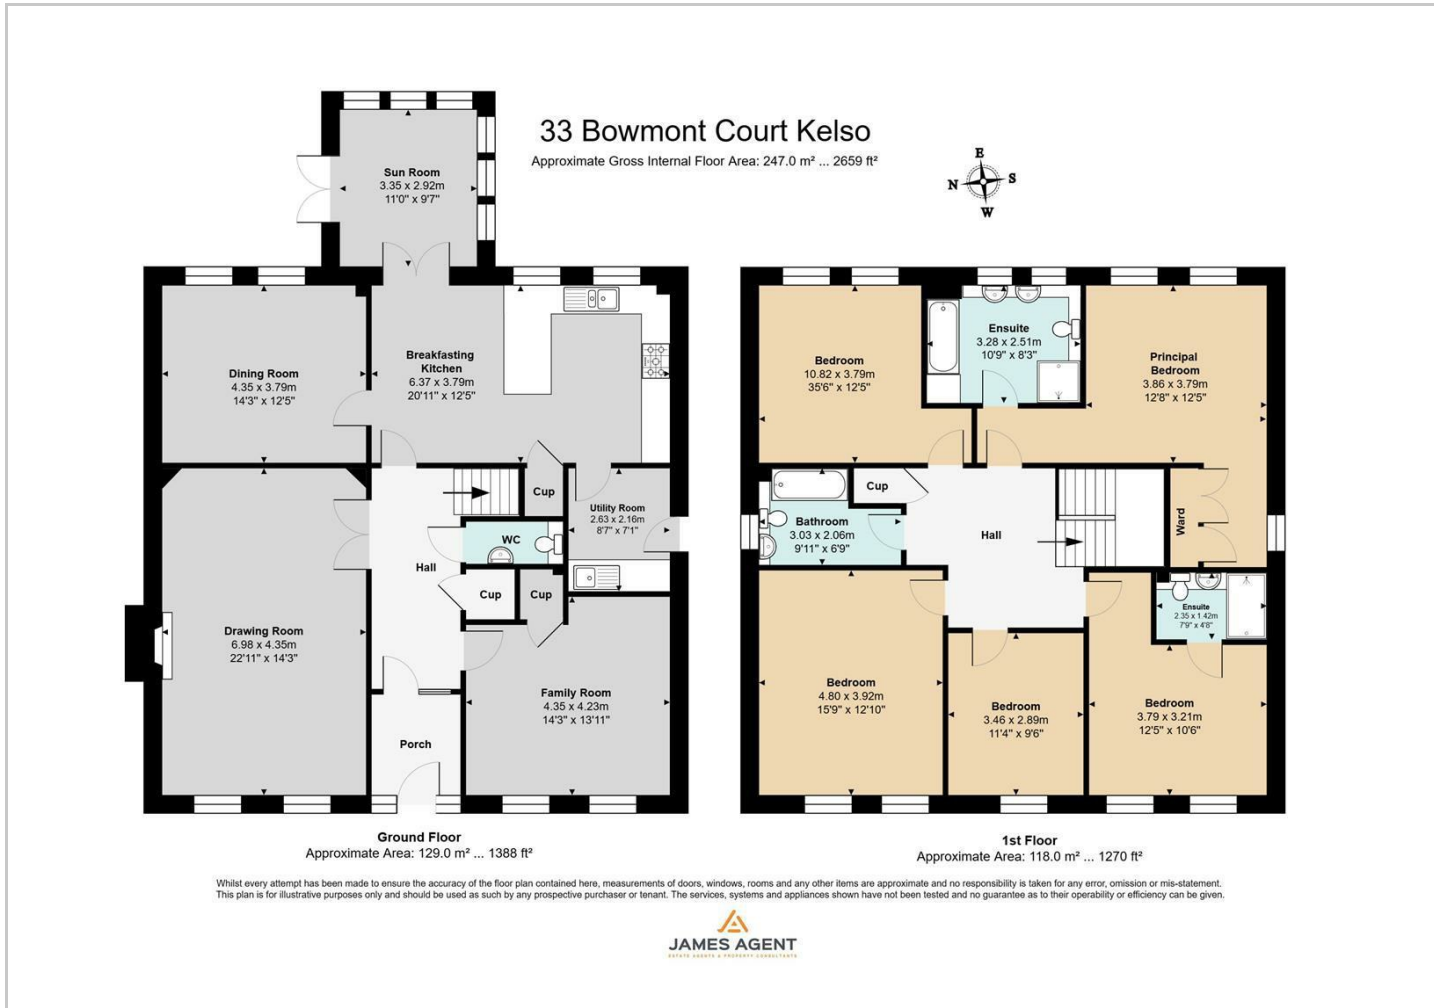 33 Bowmont Court Kelso
Approximate Gross Internal Floor Area: 247.0 m² ... 2659 ft²
E
N
S
W
Sun Room
3.35 x 2.92m
11'0" x 9'7"
Dining Room
4.35 x 3.79m
14'3" x 12'5"
Breakfasting
Kitchen
6.37 x 3.79m
20'11" x 12'5"
Cup
Utility Room
2.63 x 2.16m
8'7" x 7'1"
WC
Hall
Cup
Cup
Drawing Room
6.98 x 4.35m
22'11" x 14'3"
Family Room
4.35 x 4.23m
14'3" x 13'11"
Porch
Ground Floor
Approximate Area: 129.0 m² ... 1388 ft²
Bedroom
10.82 x 3.79m
35'6" x 12'5"
Ensuite
3.28 x 2.51m
10'9" x 8'3"
Principal
Bedroom
3.86 x 3.79m
12'8" x 12'5"
Cup
Bathroom
3.03 x 2.06m
9'11" x 6'9"
Hall
Ward
Ensuite
2.35 x 1.42m
7'9" x 4'8"
Bedroom
4.80 x 3.92m
15'9" x 12'10"
Bedroom
3.46 x 2.89m
11'4" x 9'6"
Bedroom
3.79 x 3.21m
12'5" x 10'6"
1st Floor
Approximate Area: 118.0 m² ... 1270 ft²
Whilst every attempt has been made to ensure the accuracy of the floor plan contained here, measurements of doors, windows, rooms and any other items are approximate and no responsibility is taken for any error, omission or mis-statement.
This plan is for illustrative purposes only and should be used as such by any prospective purchaser or tenant. The services, systems and appliances shown have not been tested and no guarantee as to their operability or efficiency can be given.
JAMES AGENT
ESTATE AGENTS & PROPERTY CONSULTANTS